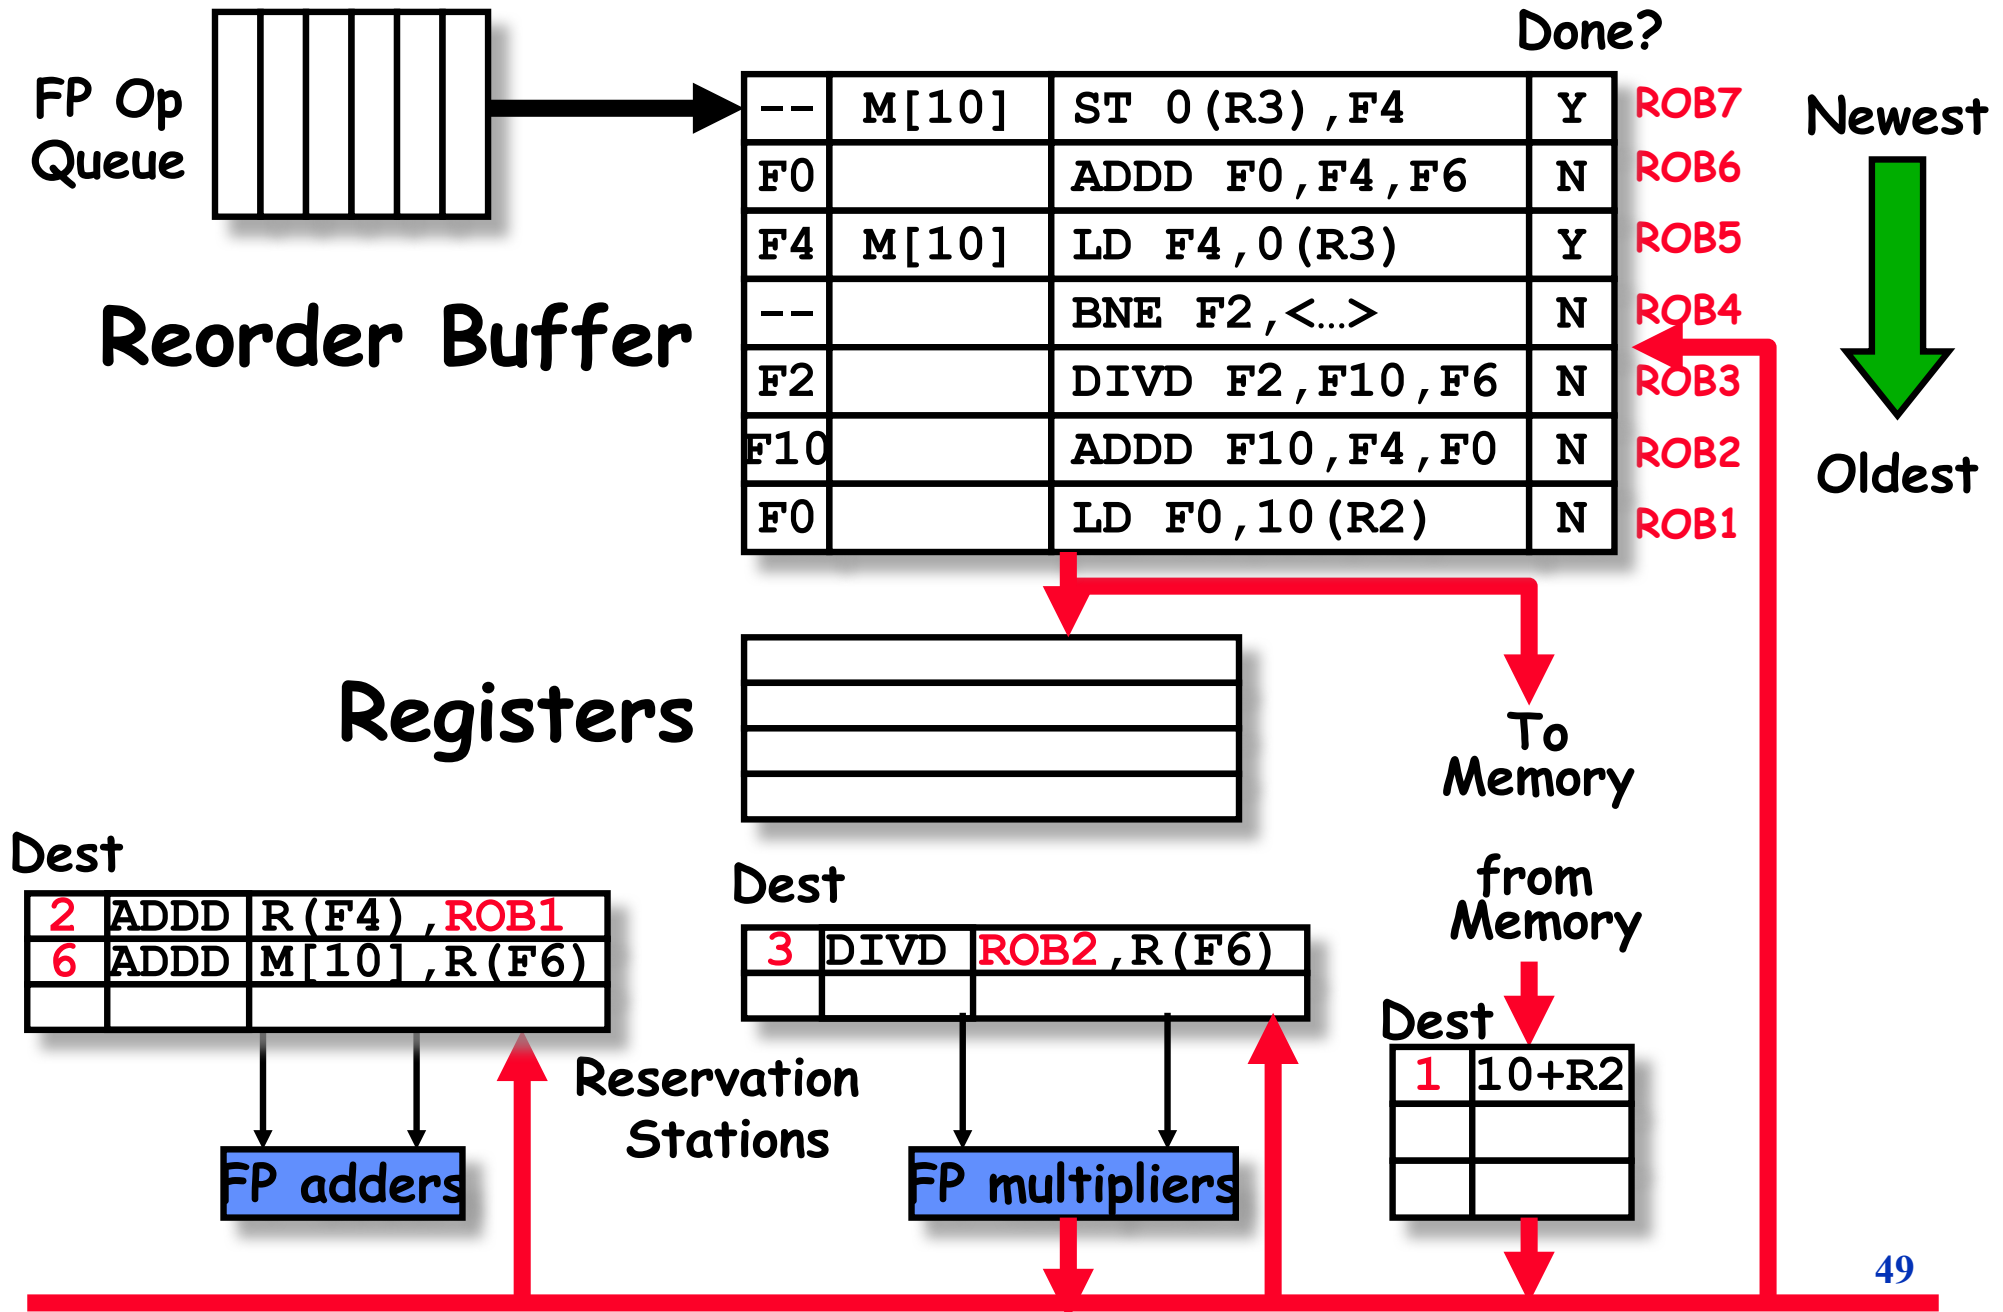 Done?
FP Op
Queue
-- M[10] ST 0(R3),F4 Y ROB7
F0 ADDD F0,F4,F6 N ROB6
F4 M[10] LD F4,0(R3) Y ROB5
-- BNE F2,<…> N ROB4
F2 DIVD F2,F10,F6 N ROB3
F10 ADDD F10,F4,F0 N ROB2
F0 LD F0,10(R2) N ROB1
Newest
Oldest
Reorder Buffer
Registers
To
Memory
from
Memory
Dest
2 ADDD R(F4),ROB1
6 ADDD M[10],R(F6)
Dest
3 DIVD ROB2,R(F6)
Dest
1 10+R2
Reservation
Stations
FP adders
FP multipliers
49